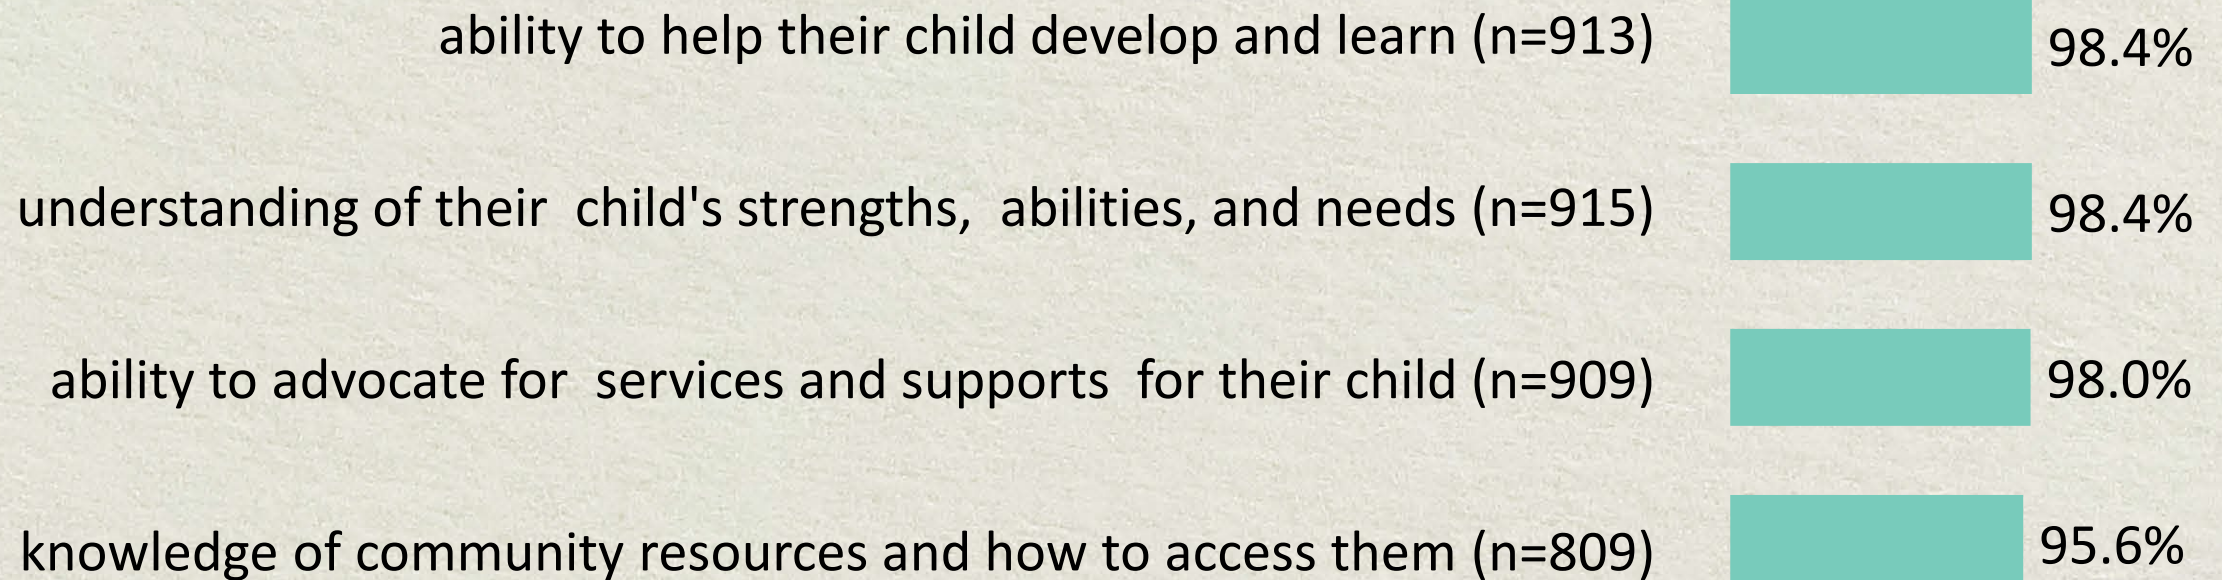 ability to help their child develop and learn (n=913) 98.4%
understanding of their  child's strengths,  abilities, and needs (n=915) 98.4%
ability to advocate for  services and supports  for their child (n=909) 98.0%
knowledge of community resources and how to access them (n=809) 95.6%